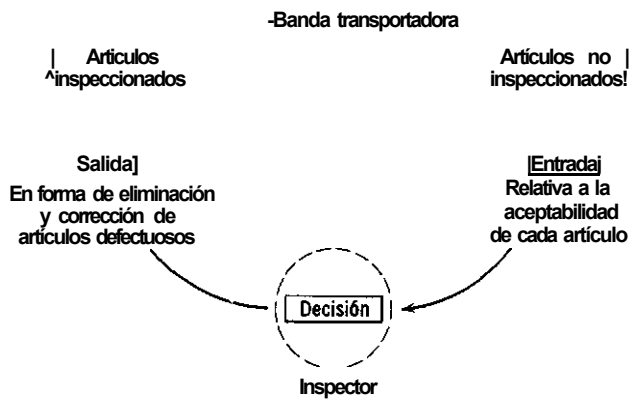 -Banda transportadora
| Articulos
^inspeccionados
Artículos no |
inspeccionados!
Salida]
En forma de eliminación
y corrección de
artículos defectuosos
|Entrada¡
Relativa a la
aceptabilidad
de cada artículo
Decisión
Inspector